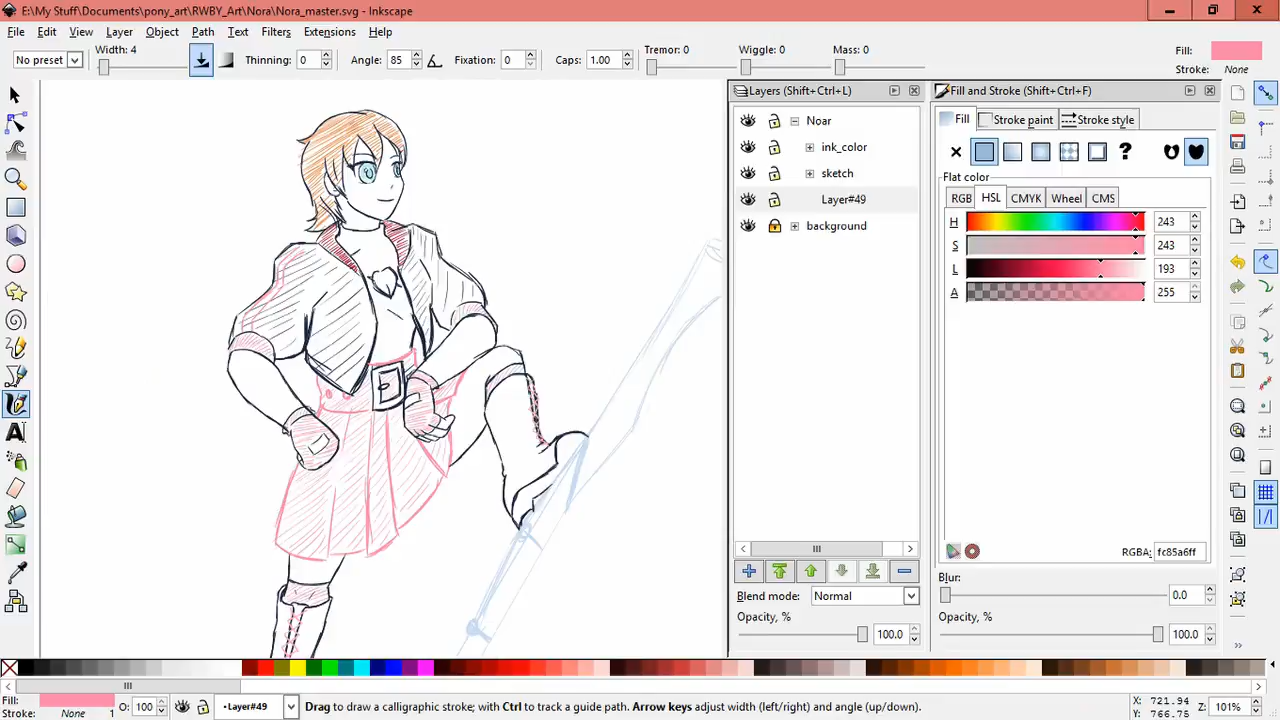 E:\My Stuff\Documents\pony_art\RWBY_Art\Nora\Nora_master.svg - Inkscape
File Edit View Layer Object Path Text Filters Extensions Help
No preset Width: 4 Thinning: 0 Angle: 85 Fixation: 0 Caps: 1.00 Tremor: 0 Wiggle: 0 Mass: 0 Fill:
Stroke: None
Layers (Shift+Ctrl+L) Fill and Stroke (Shift+Ctrl+F)
Noar Fill Stroke paint Stroke style
ink_color
sketch
Flat color
Layer#49 RGB HSL CMYK Wheel CMS
background H 243
S 243
L 193
A 255
RGBA: fc85a6ff
Blend mode: Normal Blur: 0.0
Opacity, % Opacity, %
100.0 100.0
Fill: O: 100 •Layer#49 Drag to draw a calligraphic stroke; with Ctrl to track a guide path. Arrow keys adjust width (left/right) and angle (up/down). X: 721.94 Z: 101%
Stroke: None 1 Y: 766.75